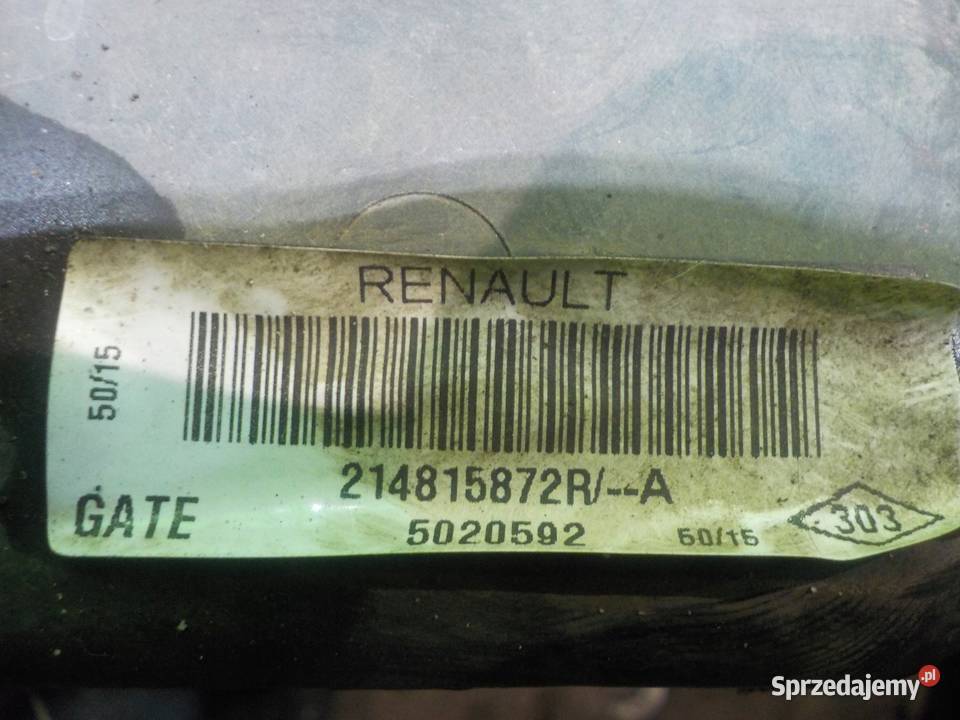 RENAULT
50/15
214815872R/--A
GATE
5020592
50/15
303
Sprzedajemy.pl